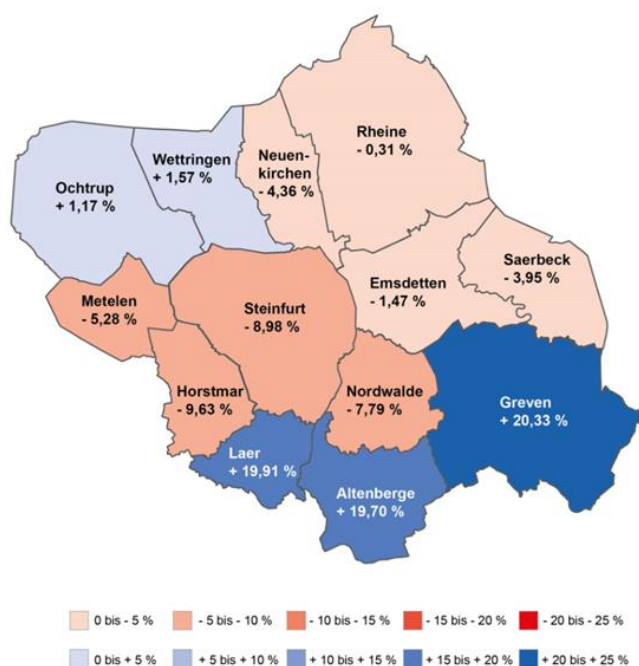 Rheine
- 0,31 %
Wettringen
+ 1,57 %
Neuen-
kirchen
- 4,36 %
Ochtrup
+ 1,17 %
Saerbeck
- 3,95 %
Emsdetten
- 1,47 %
Metelen
- 5,28 %
Steinfurt
- 8,98 %
Horstmar
- 9,63 %
Nordwalde
- 7,79 %
Greven
+ 20,33 %
Laer
+ 19,91 %
Altenberge
+ 19,70 %
0 bis - 5 %
- 5 bis - 10 %
- 10 bis - 15 %
- 15 bis - 20 %
- 20 bis - 25 %
0 bis + 5 %
+ 5 bis + 10 %
+ 10 bis + 15 %
+ 15 bis + 20 %
+ 20 bis + 25 %